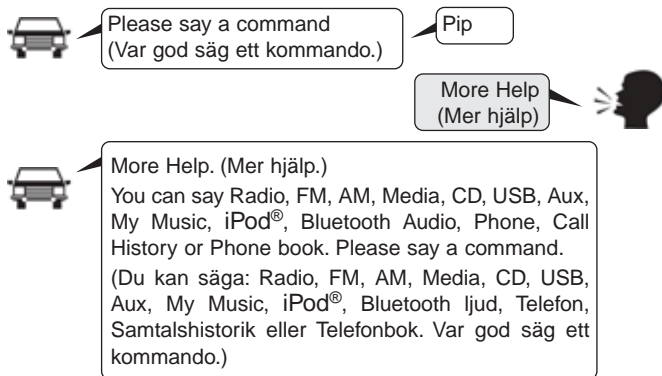 Please say a command
(Var god säg ett kommando.)
Pip
More Help
(Mer hjälp)
More Help. (Mer hjälp.)
You can say Radio, FM, AM, Media, CD, USB, Aux,
My Music, iPod®, Bluetooth Audio, Phone, Call
History or Phone book. Please say a command.
(Du kan säga: Radio, FM, AM, Media, CD, USB,
Aux, My Music, iPod®, Bluetooth ljud, Telefon,
Samtalshistorik eller Telefonbok. Var god säg ett
kommando.)